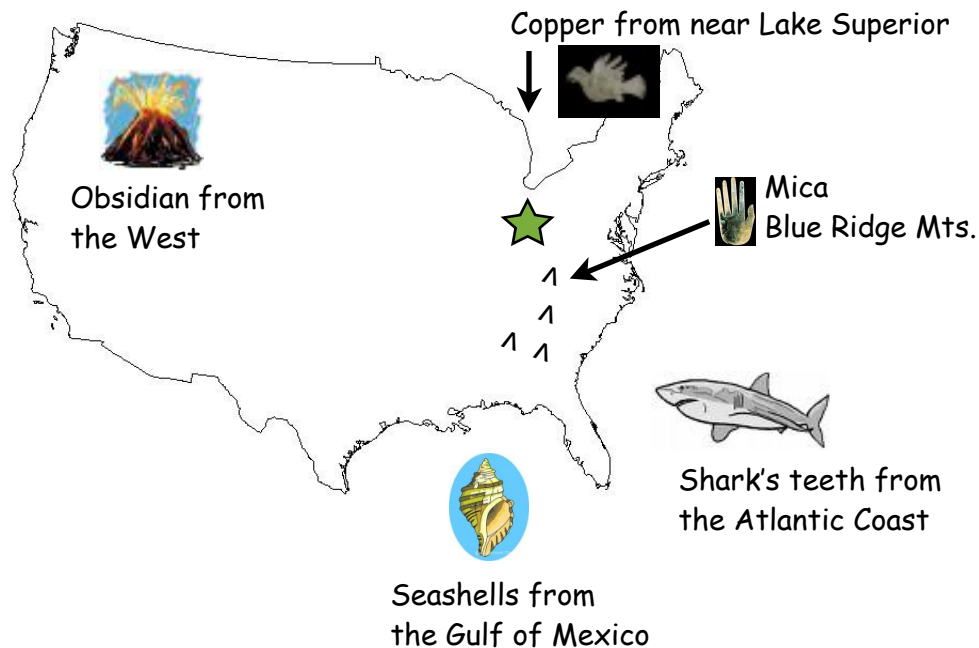 Copper from near Lake Superior
Obsidian from
the West
Mica
Blue Ridge Mts.
Shark's teeth from
the Atlantic Coast
Seashells from
the Gulf of Mexico